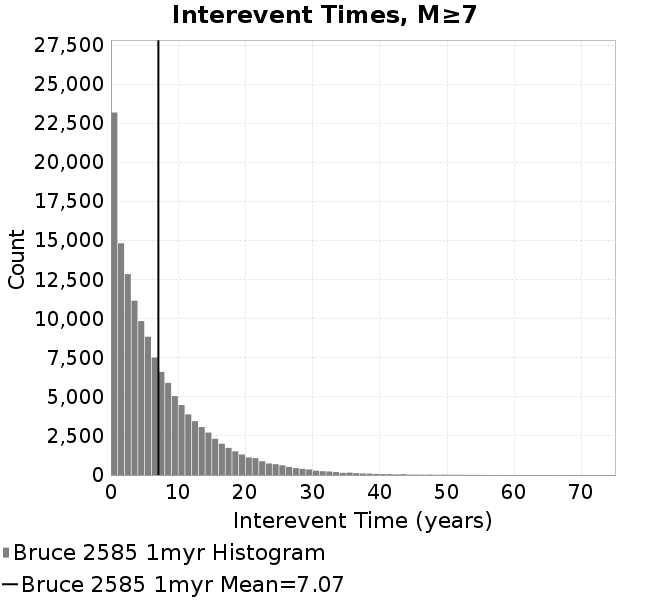 Interevent Times, M≥7
27,500
25,000
22,500
20,000
17,500
15,000
12,500
10,000
7,500
5,000
2,500
0
Count
0 10 20 30 40 50 60 70
Interevent Time (years)
Bruce 2585 1myr Histogram
Bruce 2585 1myr Mean=7.07